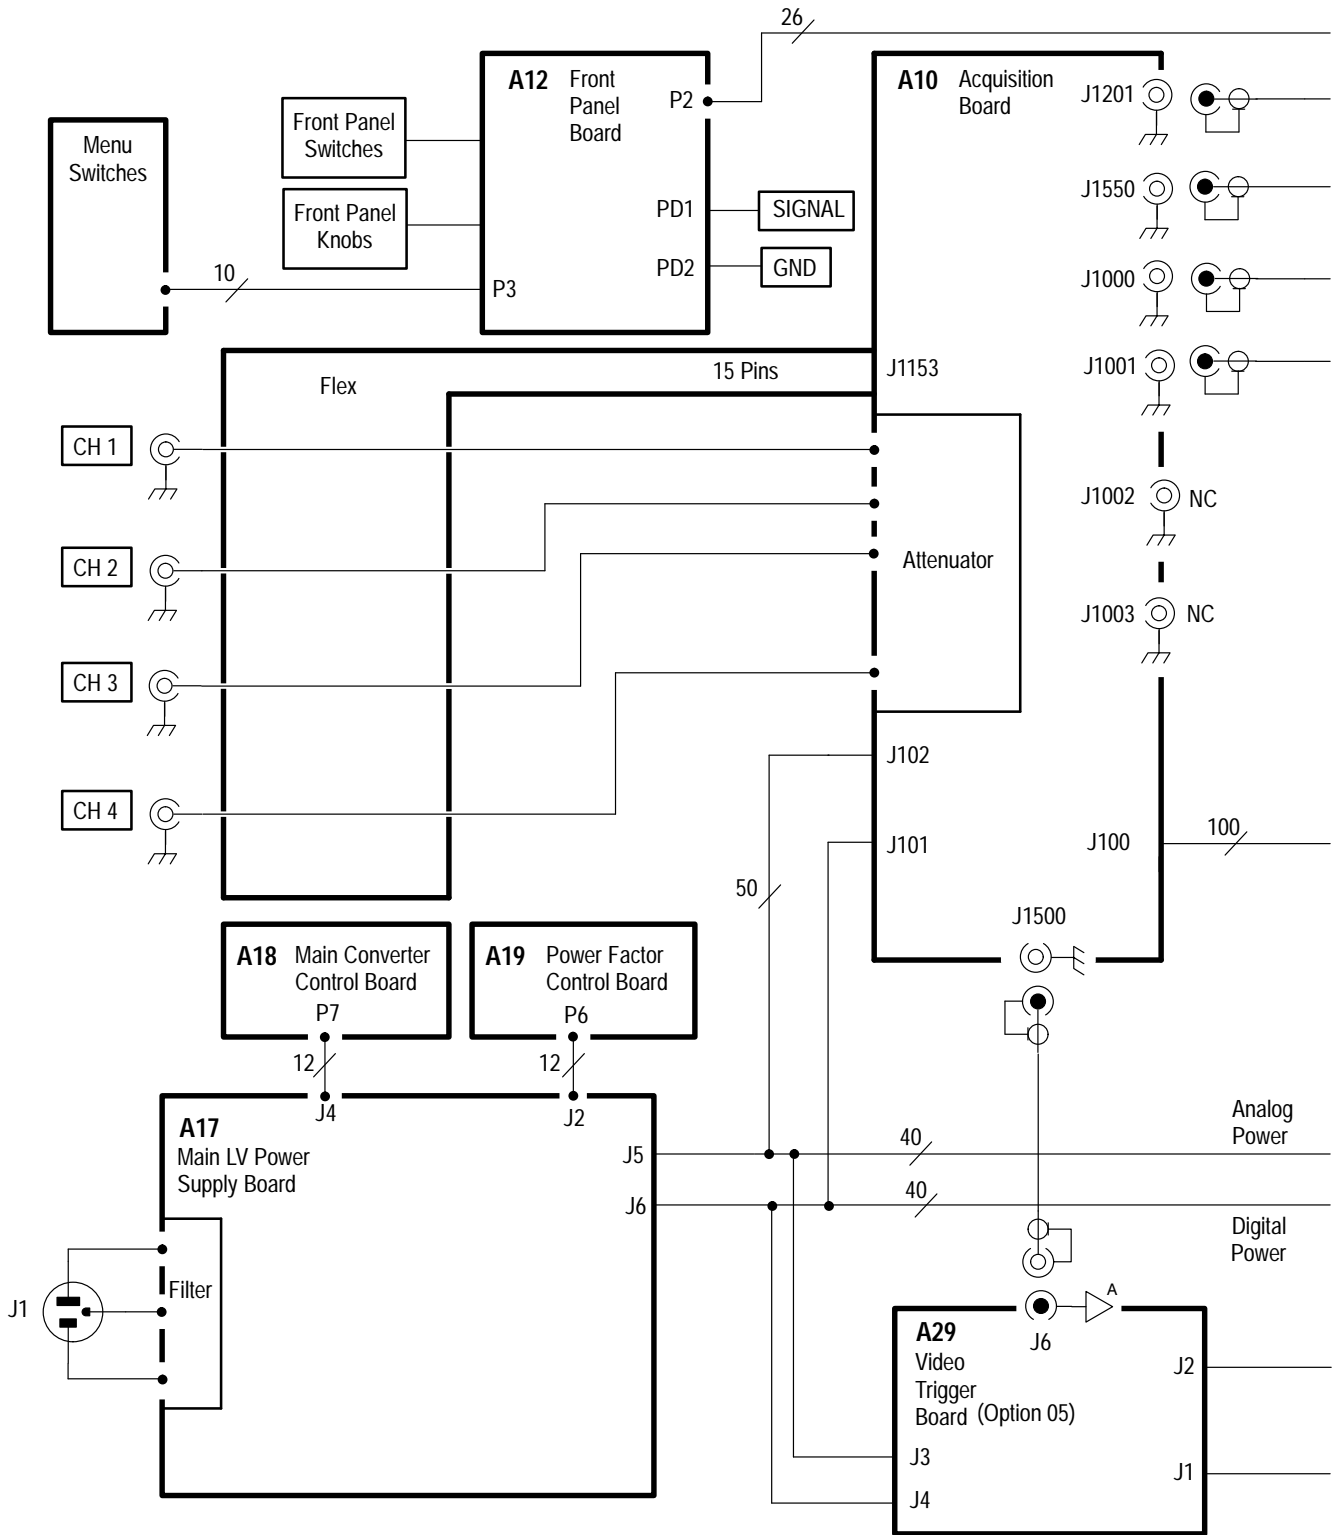 26
A12 Front
Panel
Board
P2
A10 Acquisition
Board
J1201
Front Panel
Switches
Menu
Switches
J1550
Front Panel
Knobs
PD1
SIGNAL
PD2
GND
J1000
10
P3
15 Pins
J1153
J1001
Flex
CH 1
J1002
NC
CH 2
Attenuator
J1003
NC
CH 3
J102
CH 4
J101
J100
100
50
J1500
A18 Main Converter
Control Board
P7
A19 Power Factor
Control Board
P6
12
12
J4
J2
A17
Main LV Power
Supply Board
J5
40
Analog
Power
J6
40
Digital
Power
Filter
J1
A
J6
A29
Video
Trigger
Board (Option 05)
J2
J3
J1
J4